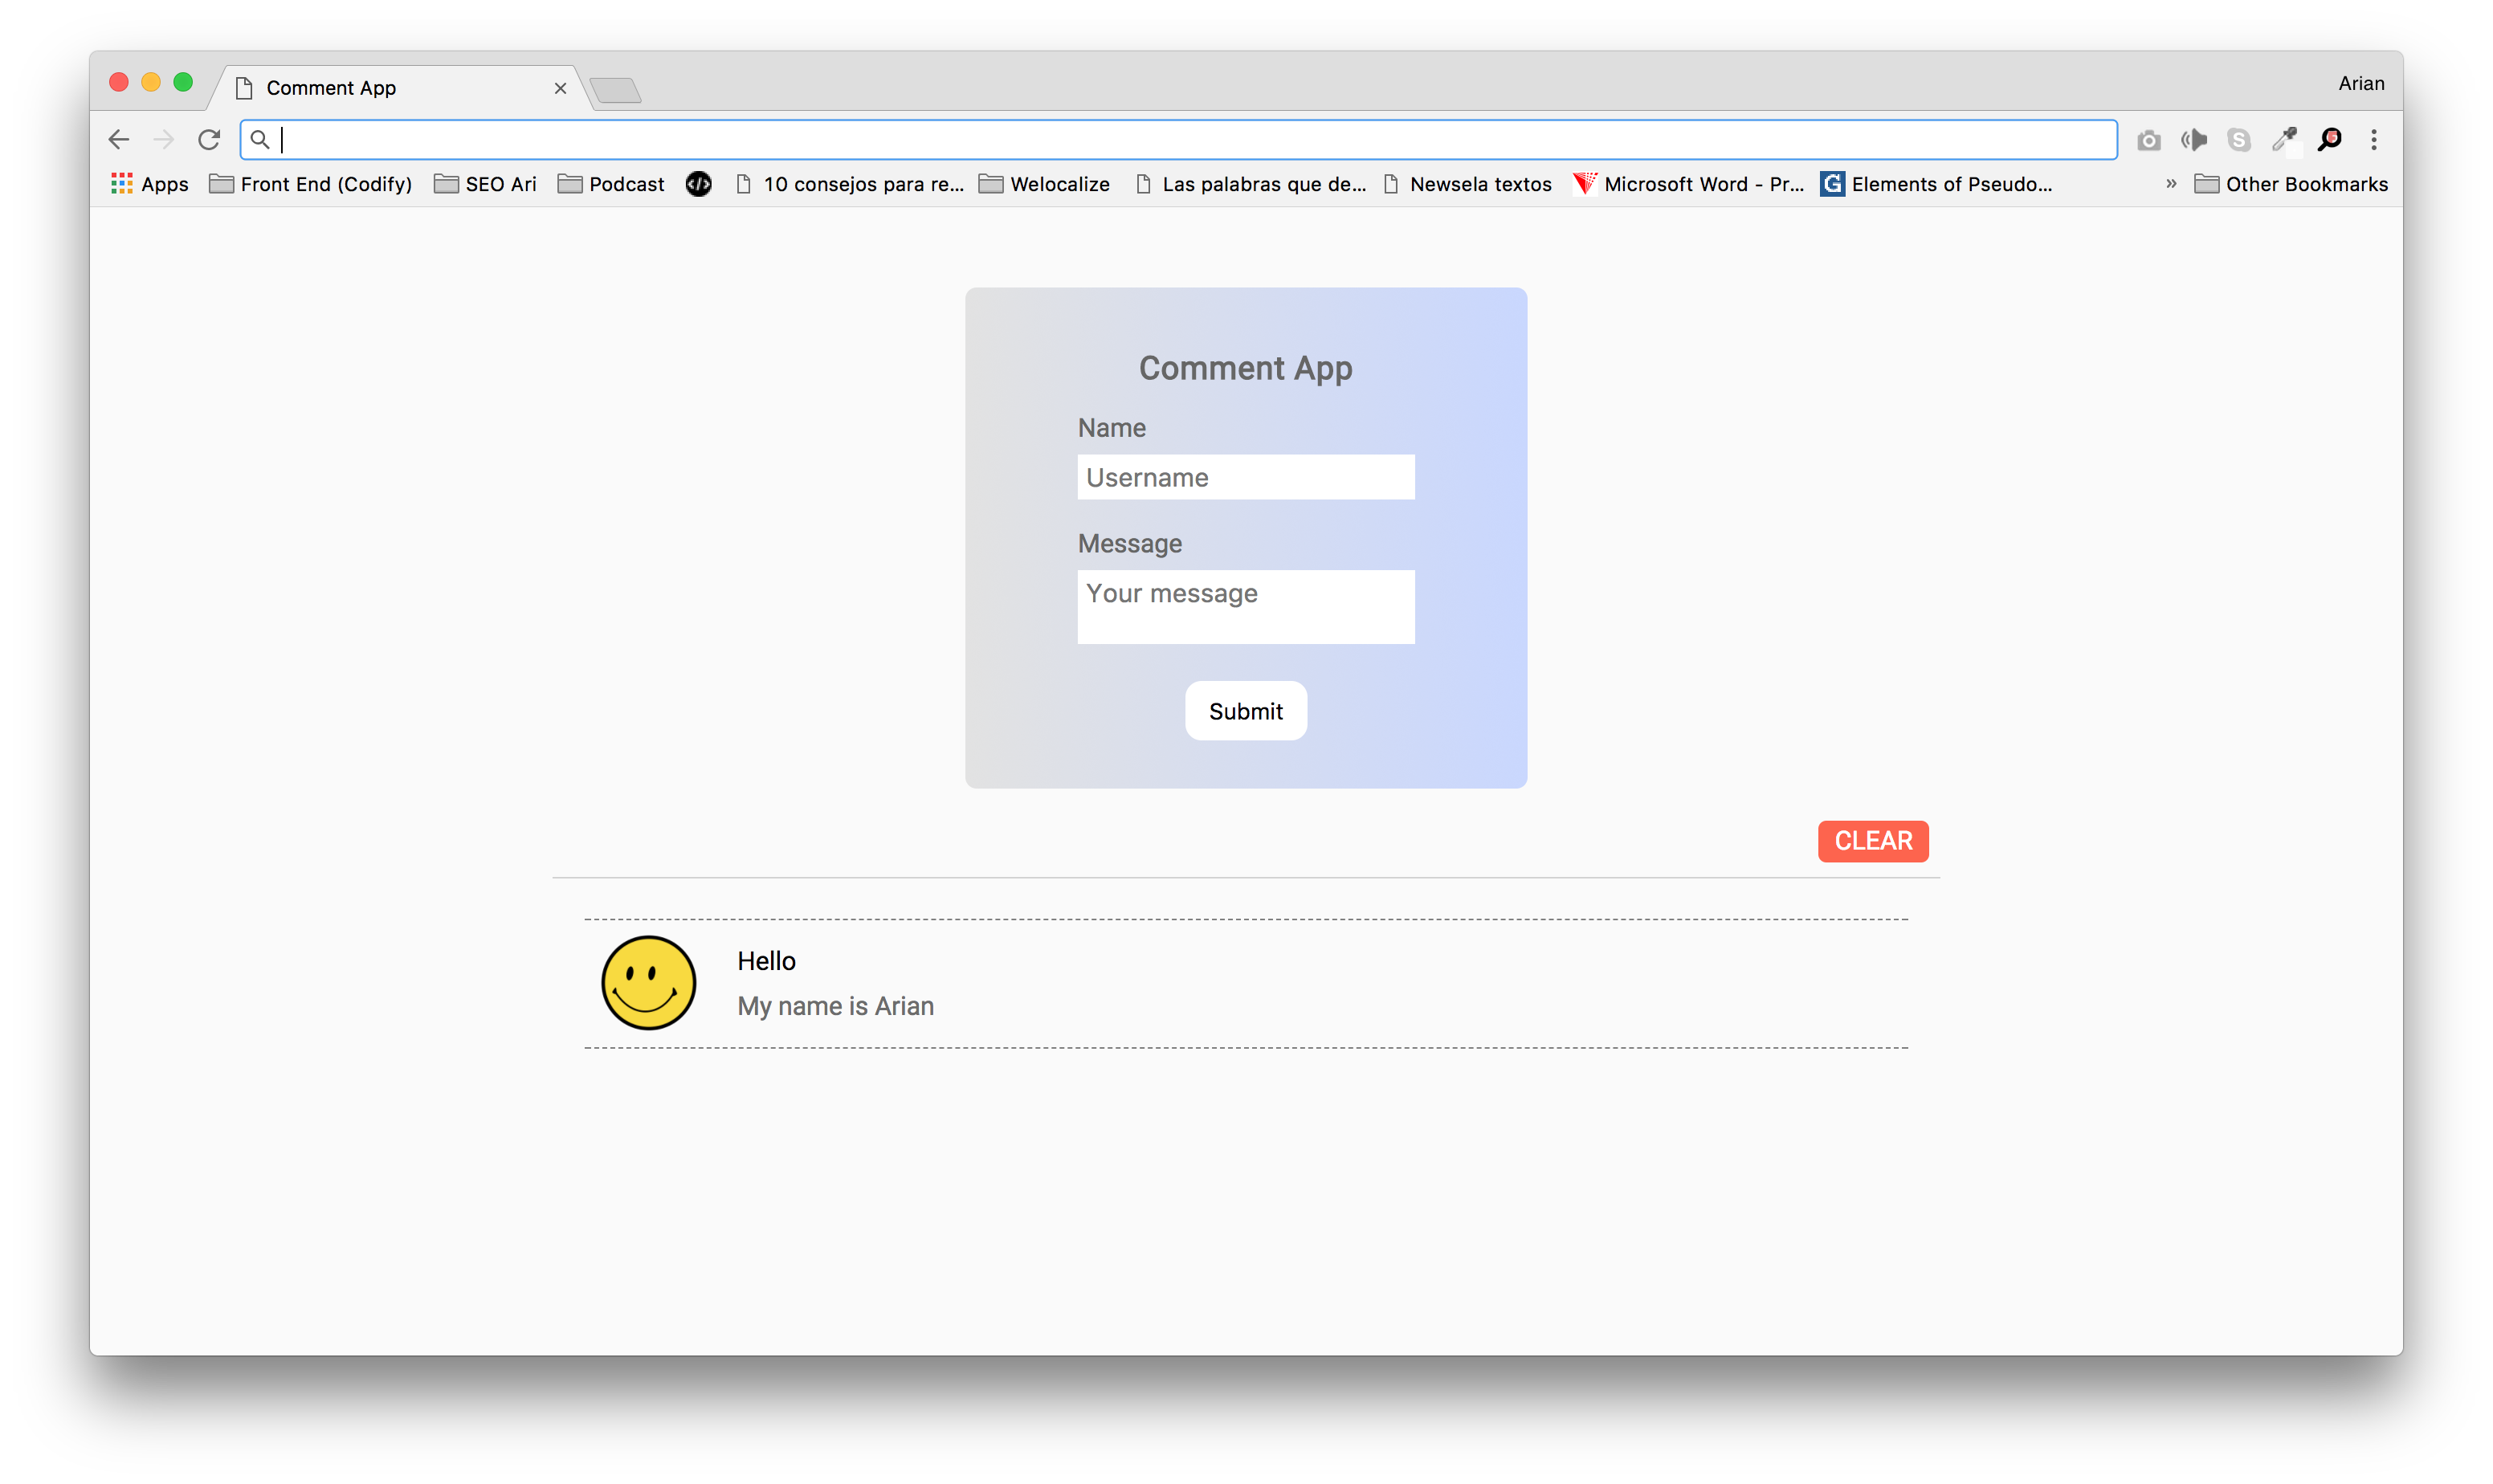 Comment App
Arian
Apps Front End (Codify) SEO Ari Podcast 10 consejos para re... Welocalize Las palabras que de... Newsela textos Microsoft Word - Pr... Elements of Pseudo... » Other Bookmarks
Comment App
Name
Username
Message
Your message
Submit
CLEAR
Hello
My name is Arian